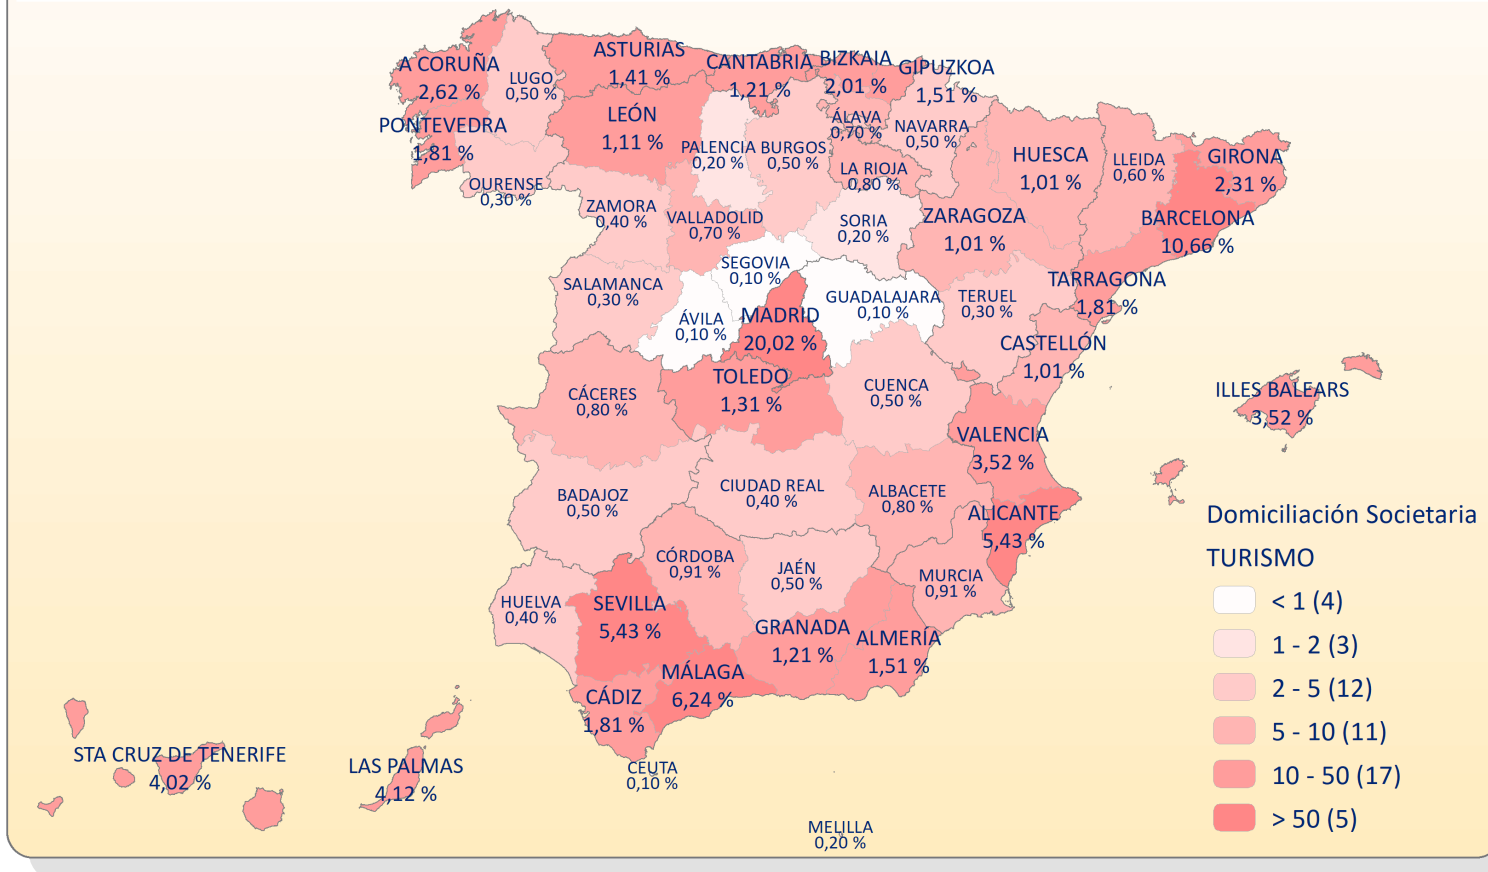 A CORUÑA
2,62 %
LUGO
0,50 %
ASTURIAS
1,41 %
CANTABRIA
1,21 %
BIZKAIA
2,01 %
GIPUZKOA
1,51 %
PONTEVEDRA
1,81 %
OURENSE
0,30 %
LEÓN
1,11 %
PALENCIA
0,20 %
BURGOS
0,50 %
ÁLAVA
0,70 %
NAVARRA
0,50 %
LA RIOJA
0,80 %
HUESCA
1,01 %
LLEIDA
0,60 %
GIRONA
2,31 %
BARCELONA
10,66 %
ZAMORA
0,40 %
VALLADOLID
0,70 %
SORIA
0,20 %
ZARAGOZA
1,01 %
SALAMANCA
0,30 %
SEGOVIA
0,10 %
ÁVILA
0,10 %
MADRID
20,02 %
GUADALAJARA
0,10 %
TERUEL
0,30 %
TARRAGONA
1,81 %
CASTELLÓN
1,01 %
CÁCERES
0,80 %
TOLEDO
1,31 %
CUENCA
0,50 %
VALENCIA
3,52 %
ILLES BALEARS
3,52 %
BADAJOZ
0,50 %
CIUDAD REAL
0,40 %
ALBACETE
0,80 %
ALICANTE
5,43 %
HUELVA
0,40 %
SEVILLA
5,43 %
CÓRDOBA
0,91 %
JAÉN
0,50 %
MURCIA
0,91 %
GRANADA
1,21 %
ALMERÍA
1,51 %
CÁDIZ
1,81 %
MÁLAGA
6,24 %
STA CRUZ DE TENERIFE
4,02 %
LAS PALMAS
4,12 %
CEUTA
0,10 %
MELILLA
0,20 %
Domiciliación Societaria
TURISMO
< 1 (4)
1 - 2 (3)
2 - 5 (12)
5 - 10 (11)
10 - 50 (17)
> 50 (5)